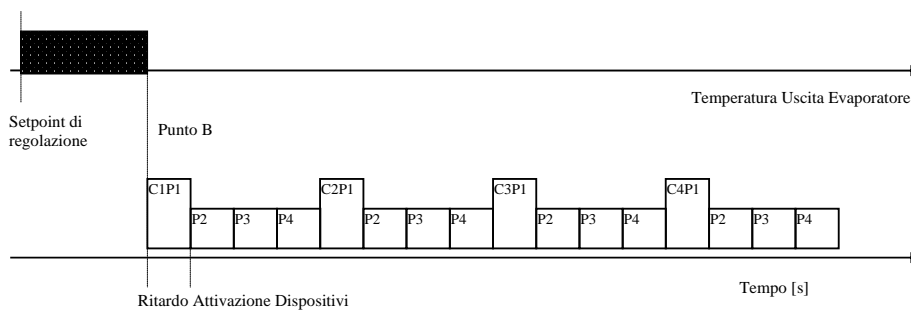 Temperatura Uscita Evaporatore
Setpoint di
regolazione
Punto B
C1P1
P2
P3
P4
C2P1
P2
P3
P4
C3P1
P2
P3
P4
C4P1
P2
P3
P4
Tempo [s]
Ritardo Attivazione Dispositivi